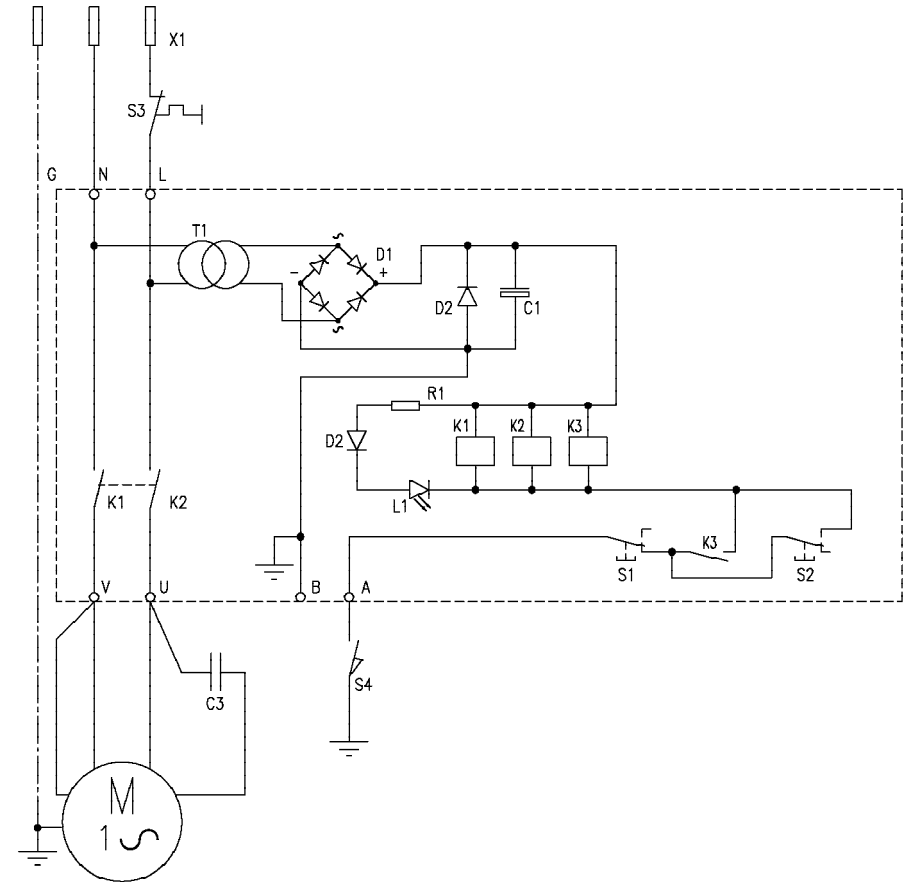 X1
S3
G N L
T1
D1
− +
D2 C1
R1
K1 K2 K3
D2
L1
K1 K2
K3
S1 S2
V U B A
S4
C3
M
1